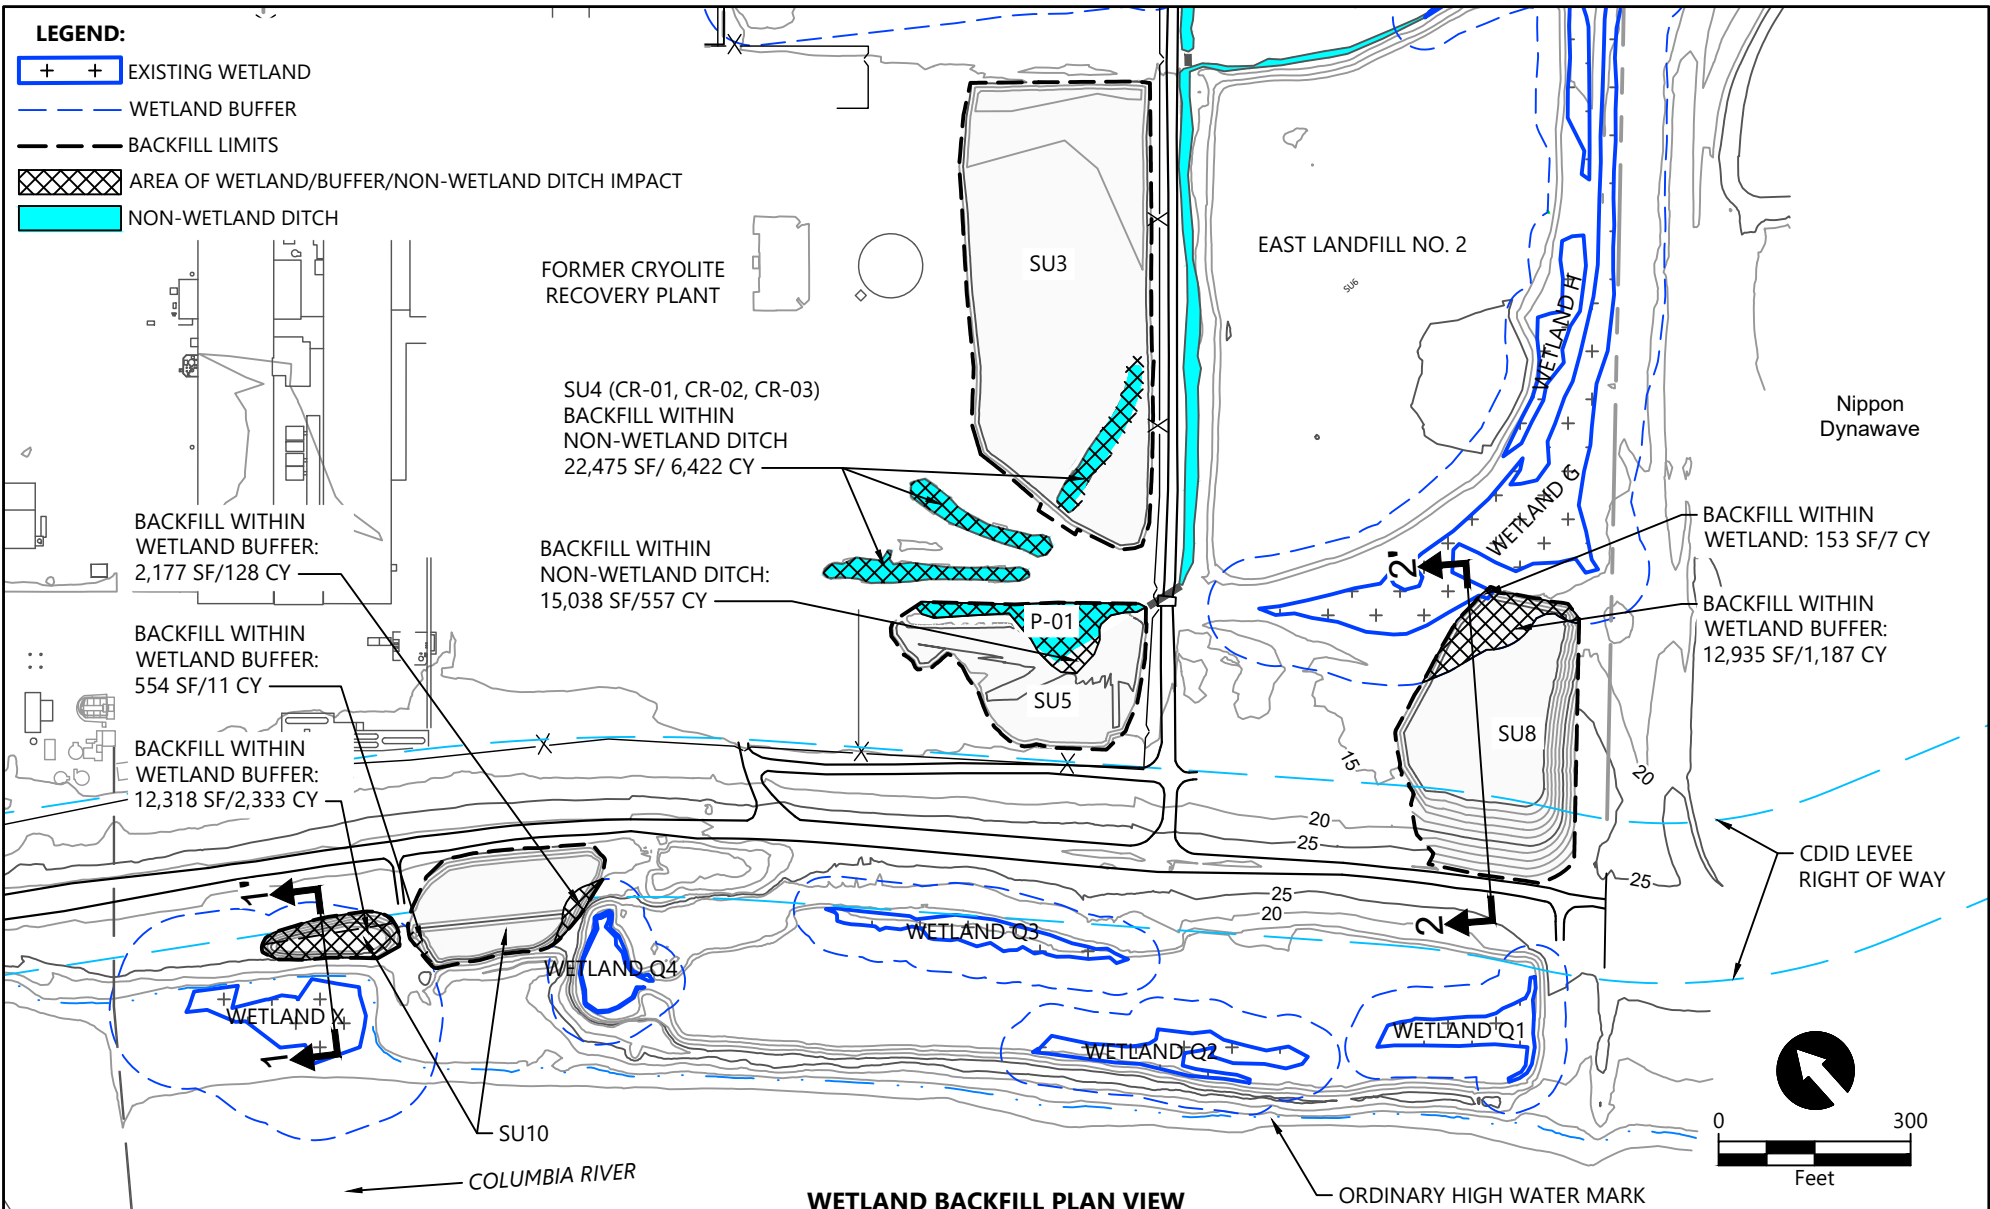 LEGEND:
EXISTING WETLAND
WETLAND BUFFER
BACKFILL LIMITS
AREA OF WETLAND/BUFFER/NON-WETLAND DITCH IMPACT
NON-WETLAND DITCH
FORMER CRYOLITE
RECOVERY PLANT
SU3
EAST LANDFILL NO. 2
SU6
WETLAND H
Nippon
Dynawave
SU4 (CR-01, CR-02, CR-03)
BACKFILL WITHIN
NON-WETLAND DITCH
22,475 SF/ 6,422 CY
WETLAND G
BACKFILL WITHIN
WETLAND: 153 SF/7 CY
BACKFILL WITHIN
WETLAND BUFFER:
2,177 SF/128 CY
BACKFILL WITHIN
NON-WETLAND DITCH:
15,038 SF/557 CY
2'
BACKFILL WITHIN
WETLAND BUFFER:
12,935 SF/1,187 CY
P-01
BACKFILL WITHIN
WETLAND BUFFER:
554 SF/11 CY
SU5
SU8
15
20
BACKFILL WITHIN
WETLAND BUFFER:
12,318 SF/2,333 CY
20
25
CDID LEVEE
RIGHT OF WAY
25
25
20
1'
2
WETLAND Q3
WETLAND Q4
WETLAND X
WETLAND Q1
WETLAND Q2
1
SU10
COLUMBIA RIVER
0 300
Feet
ORDINARY HIGH WATER MARK
WETLAND BACKFILL PLAN VIEW